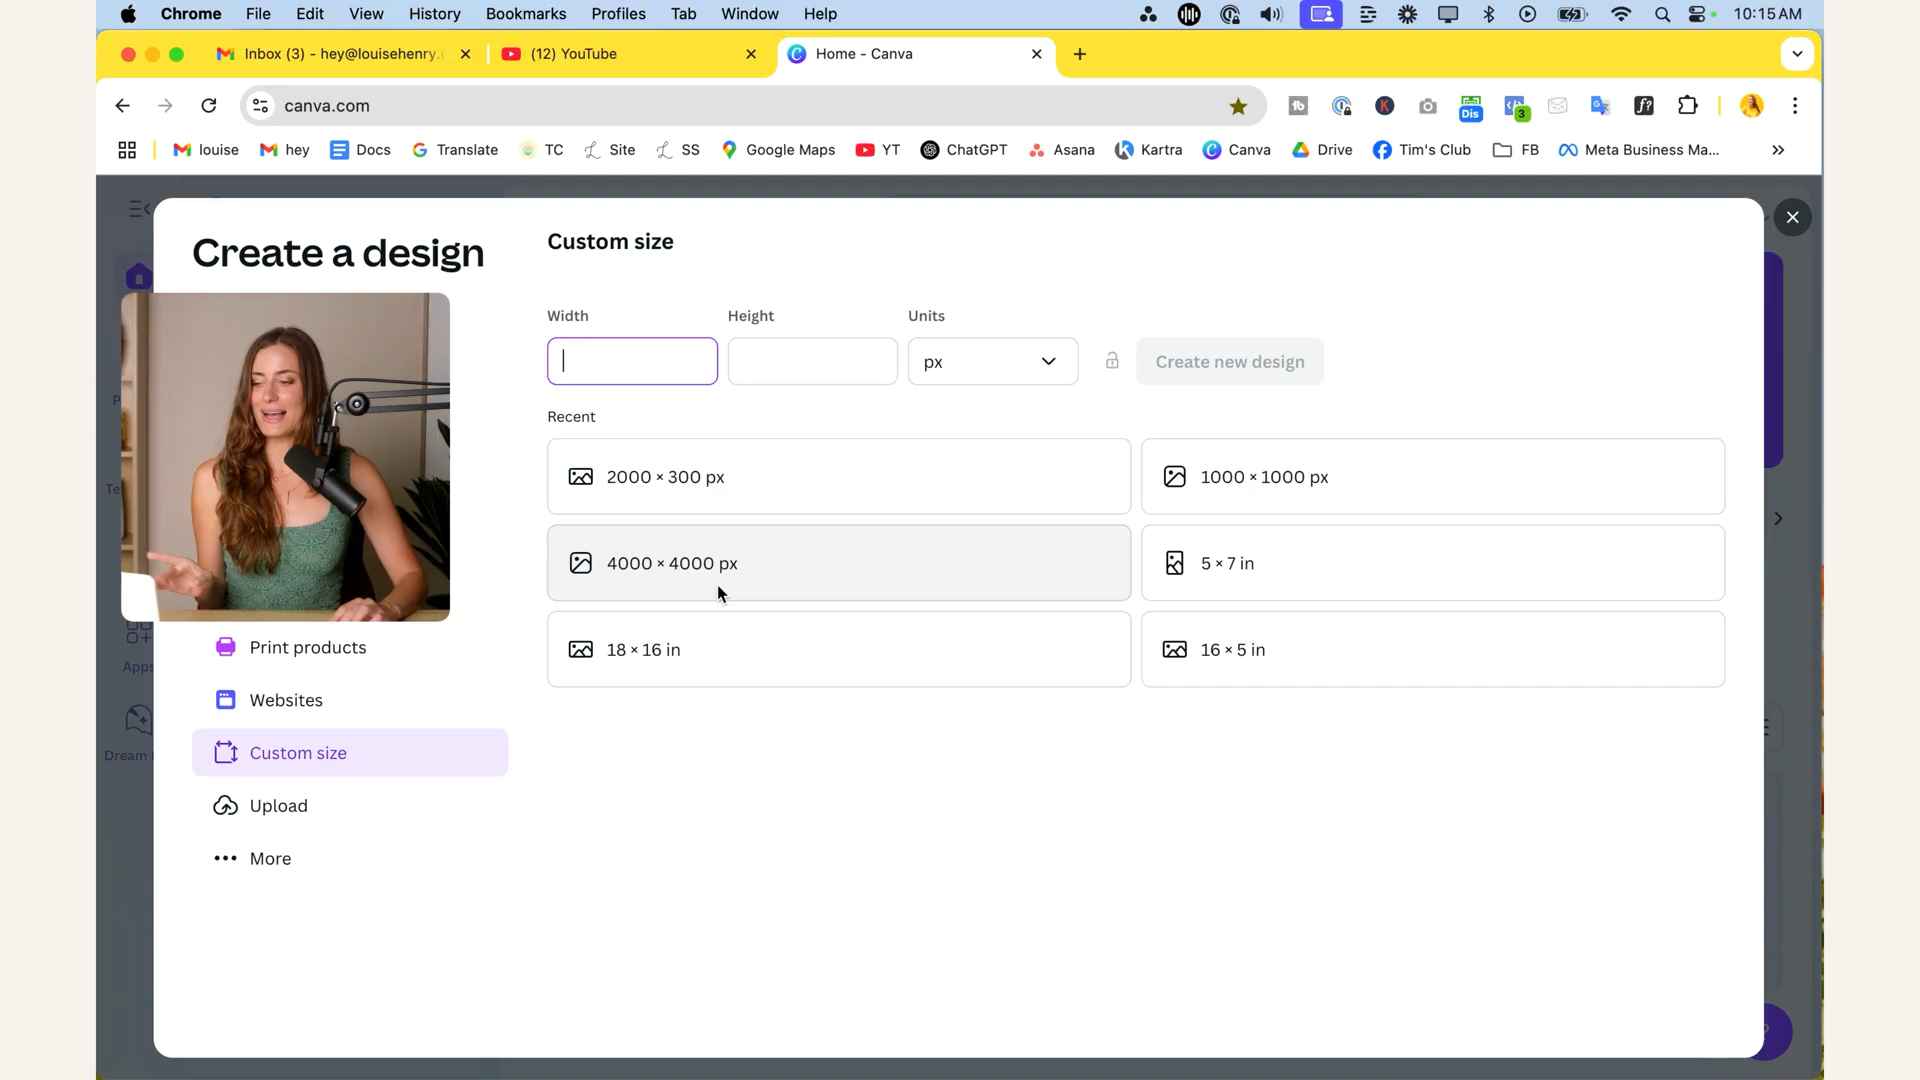 Chrome File Edit View History Bookmarks Profiles Tab Window Help 10:15 AM
Inbox (3) - hey@louisehenry. (12) YouTube Home - Canva
canva.com
Dis 3
louise hey Docs Translate TC Site SS Google Maps YT ChatGPT Asana Kartra Canva Drive Tim's Club FB Meta Business Ma...
Create a design
Custom size
Width Height Units
px Create new design
Recent
2000 × 300 px 1000 × 1000 px
4000 × 4000 px 5 × 7 in
18 × 16 in 16 × 5 in
Print products
Websites
Custom size
Upload
More
Apps
Dream